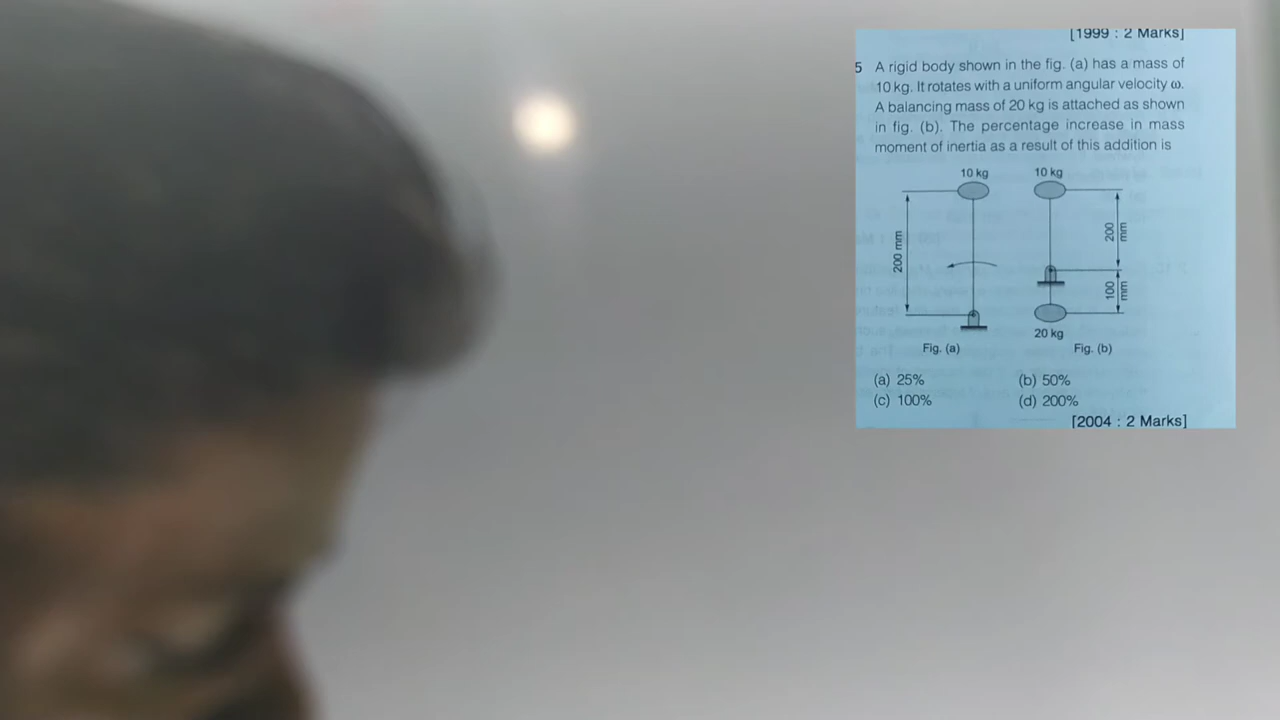 [1999 : 2 Marks]
5 A rigid body shown in the fig. (a) has a mass of
10 kg. It rotates with a uniform angular velocity ω.
A balancing mass of 20 kg is attached as shown
in fig. (b). The percentage increase in mass
moment of inertia as a result of this addition is
10 kg
10 kg
200 mm
200
mm
100
mm
20 kg
Fig. (a)
Fig. (b)
(a) 25%
(b) 50%
(c) 100%
(d) 200%
[2004 : 2 Marks]